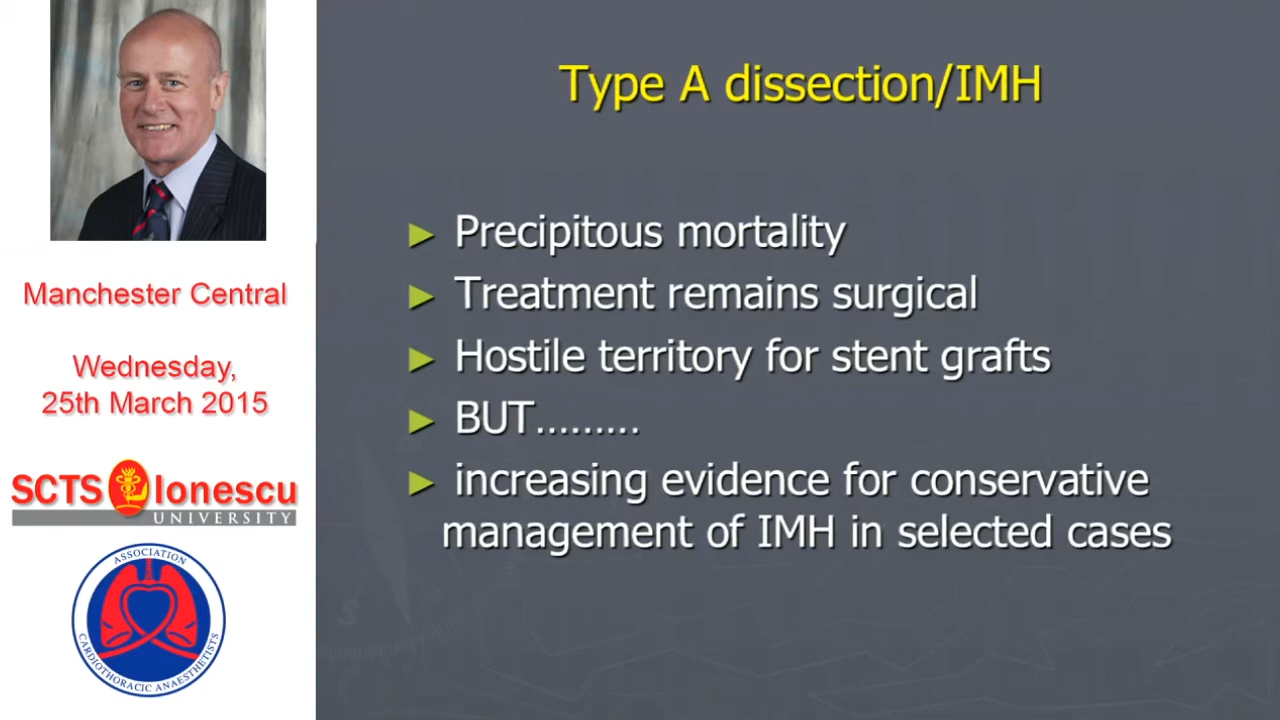 Manchester Central
Wednesday,
25th March 2015
SCTS Ionescu
UNIVERSITY
ASSOCIATION
CARDIOTHORACIC ANAESTHETISTS
Type A dissection/IMH
► Precipitous mortality
► Treatment remains surgical
► Hostile territory for stent grafts
► BUT.........
► increasing evidence for conservative
management of IMH in selected cases